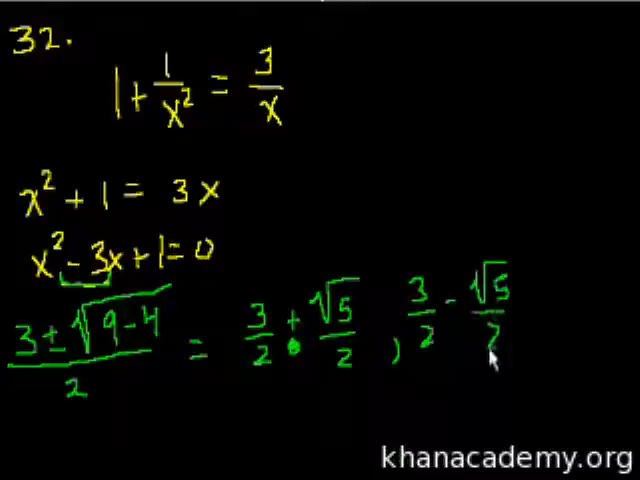 32.
1 + 1/x² = 3/x
x² + 1 = 3x
x² - 3x + 1 = 0
(3 ± √(9 - 4))/2 = 3/2 + √5/2 , 3/2 - √5/2
khanacademy.org